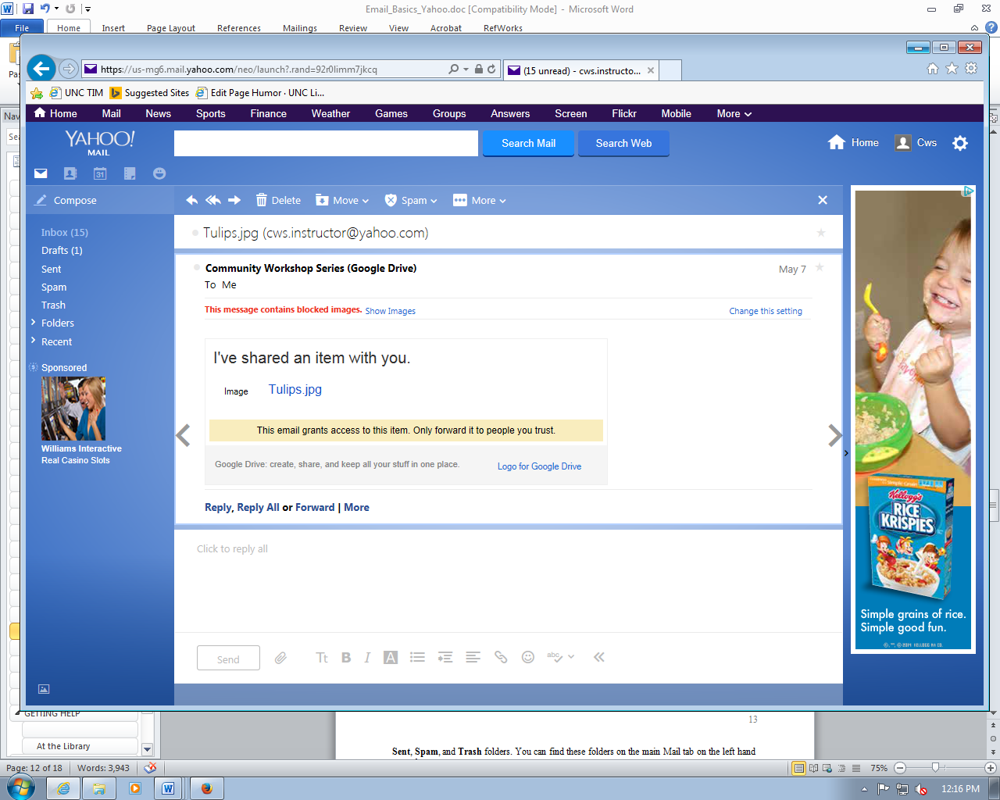 Email_Basics_Yahoo.doc [Compatibility Mode] - Microsoft Word
File Home Insert Page Layout References Mailings Review View Acrobat RefWorks
https://us-mg6.mail.yahoo.com/neo/launch?.rand=92r0limm7jkcq
(15 unread) - cws.instructo...
UNC TIM Suggested Sites Edit Page Humor · UNC Li...
Nav
Home Mail News Sports Finance Weather Games Groups Answers Screen Flickr Mobile More
YAHOO! MAIL
Search Mail Search Web
Home Cws
31
Compose
Delete Move Spam More
Inbox (15)
Drafts (1)
Sent
Spam
Trash
Folders
Recent
Sponsored
Williams Interactive
Real Casino Slots
Tulips.jpg (cws.instructor@yahoo.com)
Community Workshop Series (Google Drive)
May 7
To Me
This message contains blocked images. Show Images
Change this setting
I've shared an item with you.
Image Tulips.jpg
This email grants access to this item. Only forward it to people you trust.
Google Drive: create, share, and keep all your stuff in one place.
Logo for Google Drive
Reply, Reply All or Forward | More
Click to reply all
Send
Tt B I A abc
Kellogg's
RICE
KRISPIES
Simple grains of rice.
Simple good fun.
GETTING HELP
At the Library
13
Sent, Spam, and Trash folders. You can find these folders on the main Mail tab on the left hand
Page: 12 of 18 Words: 3,943
75%
12:16 PM